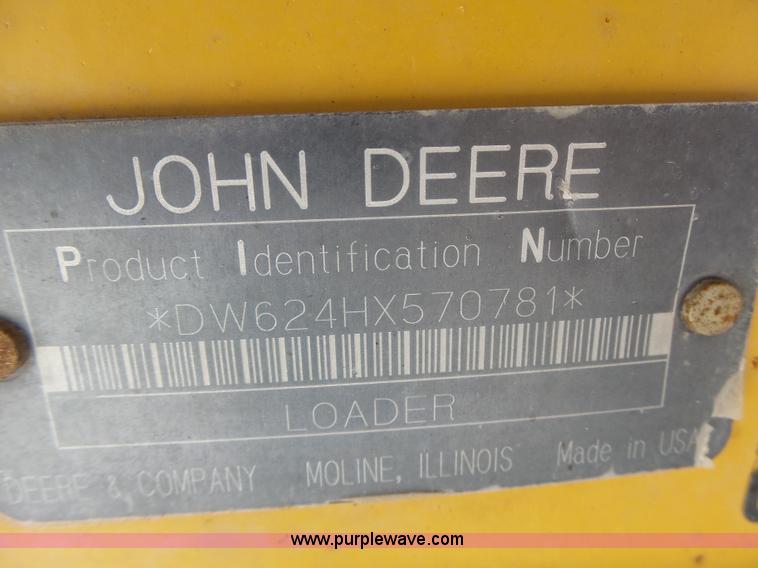 JOHN DEERE
Product Identification Number
*DW624HX570781*
LOADER
DEERE & COMPANY MOLINE, ILLINOIS Made in USA
www.purplewave.com